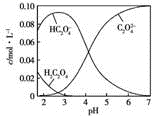 c/mol·L⁻¹
0.10
0.08
0.06
0.04
0.02
0.00
HC₂O₄⁻
C₂O₄²⁻
H₂C₂O₄
2 3 4 5 6 7
pH